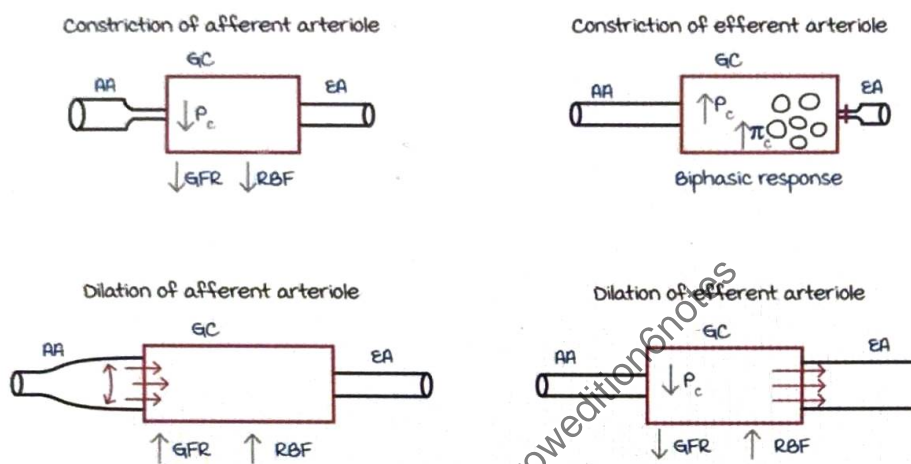 Constriction of afferent arteriole
GC
AA
EA
↓Pc
↓GFR ↓RBF
Constriction of efferent arteriole
GC
AA
EA
↑Pc
↑πc
Biphasic response
Dilation of afferent arteriole
GC
AA
EA
↑GFR ↑RBF
Dilation of efferent arteriole
GC
AA
EA
↓Pc
↓GFR ↑RBF
owedition6notes